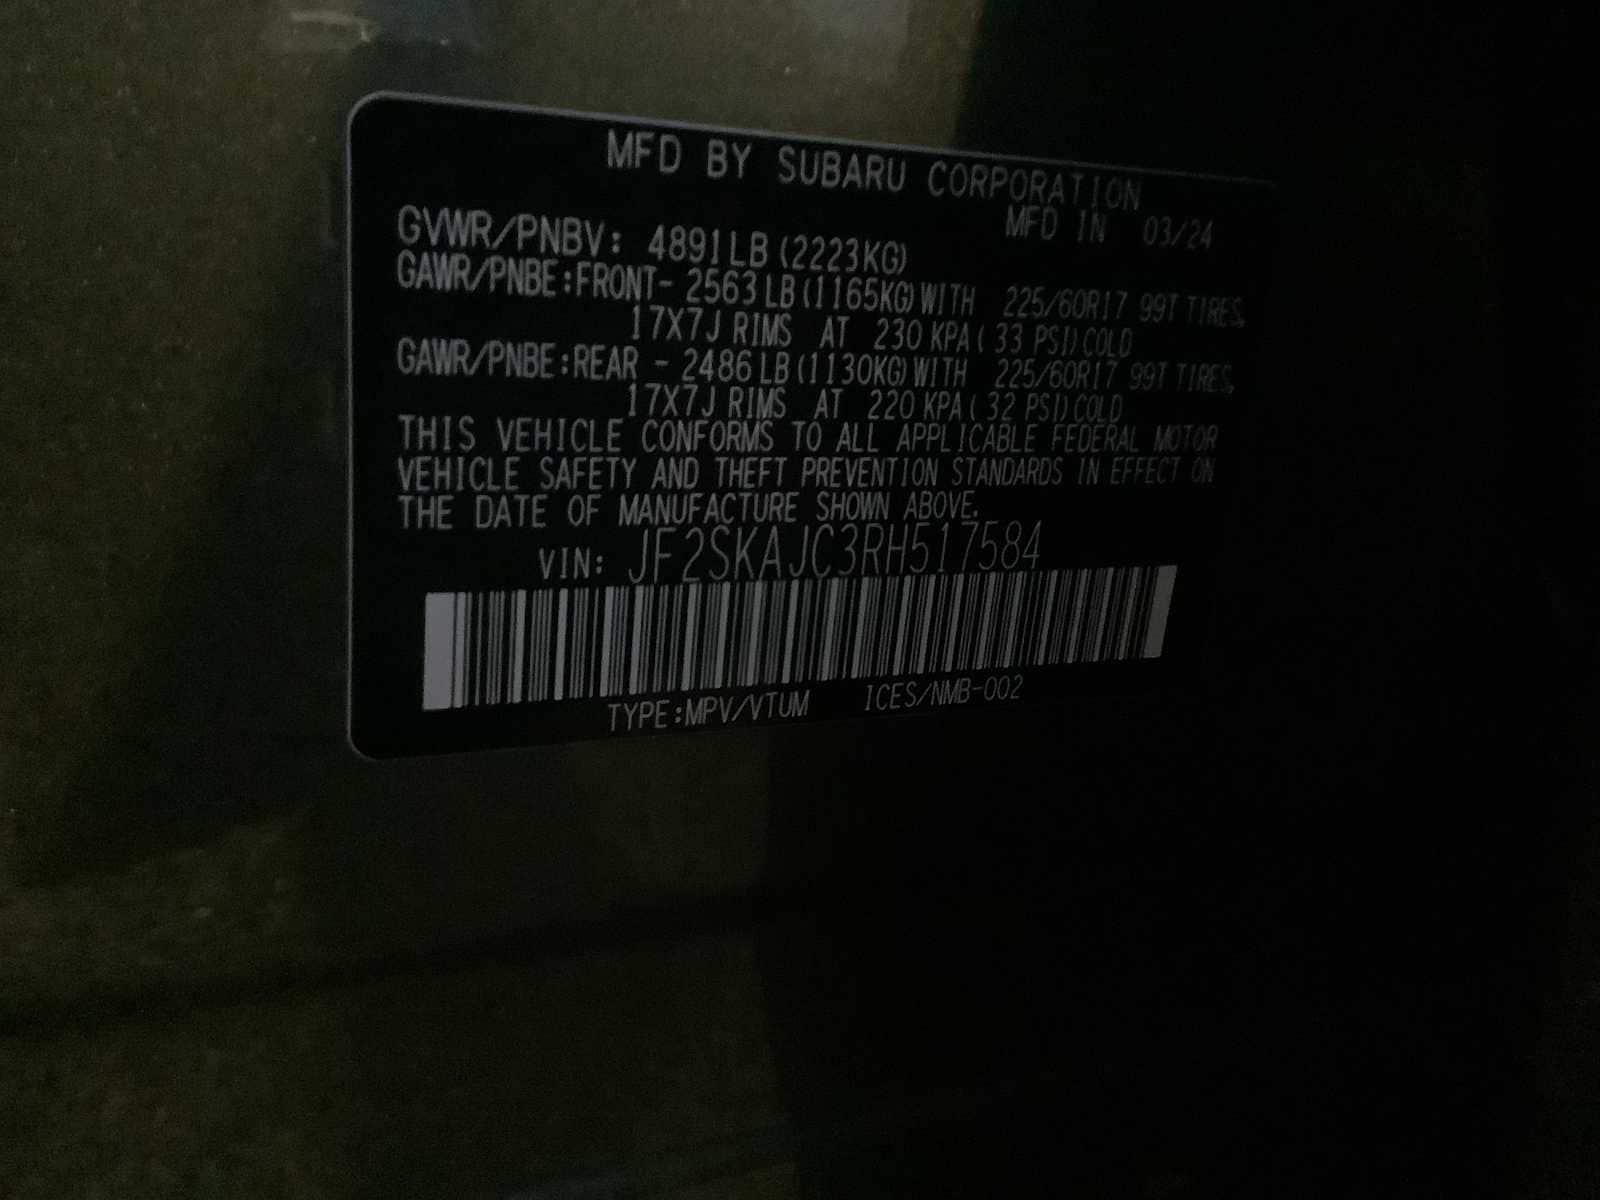 MFD BY SUBARU CORPORATION
MFD IN 03/24
GVWR/PNBV: 4891LB (2223KG)
GAWR/PNBE:FRONT- 2563LB(1165KG)WITH 225/60R17 99T TIRES,
17X7J RIMS AT 230 KPA( 33 PSI)COLD
GAWR/PNBE:REAR - 2486LB(1130KG)WITH 225/60R17 99T TIRES,
17X7J RIMS AT 220 KPA( 32 PSI)COLD
THIS VEHICLE CONFORMS TO ALL APPLICABLE FEDERAL MOTOR
VEHICLE SAFETY AND THEFT PREVENTION STANDARDS IN EFFECT ON
THE DATE OF MANUFACTURE SHOWN ABOVE.
VIN: JF2SKAJC3RH517584
TYPE:MPV/VTUM ICES/NMB-002